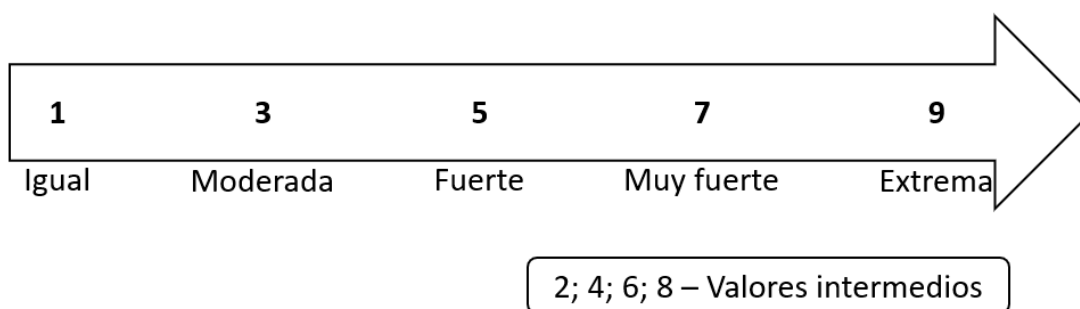 1 3 5 7 9
Igual Moderada Fuerte Muy fuerte Extrema
2; 4; 6; 8 – Valores intermedios